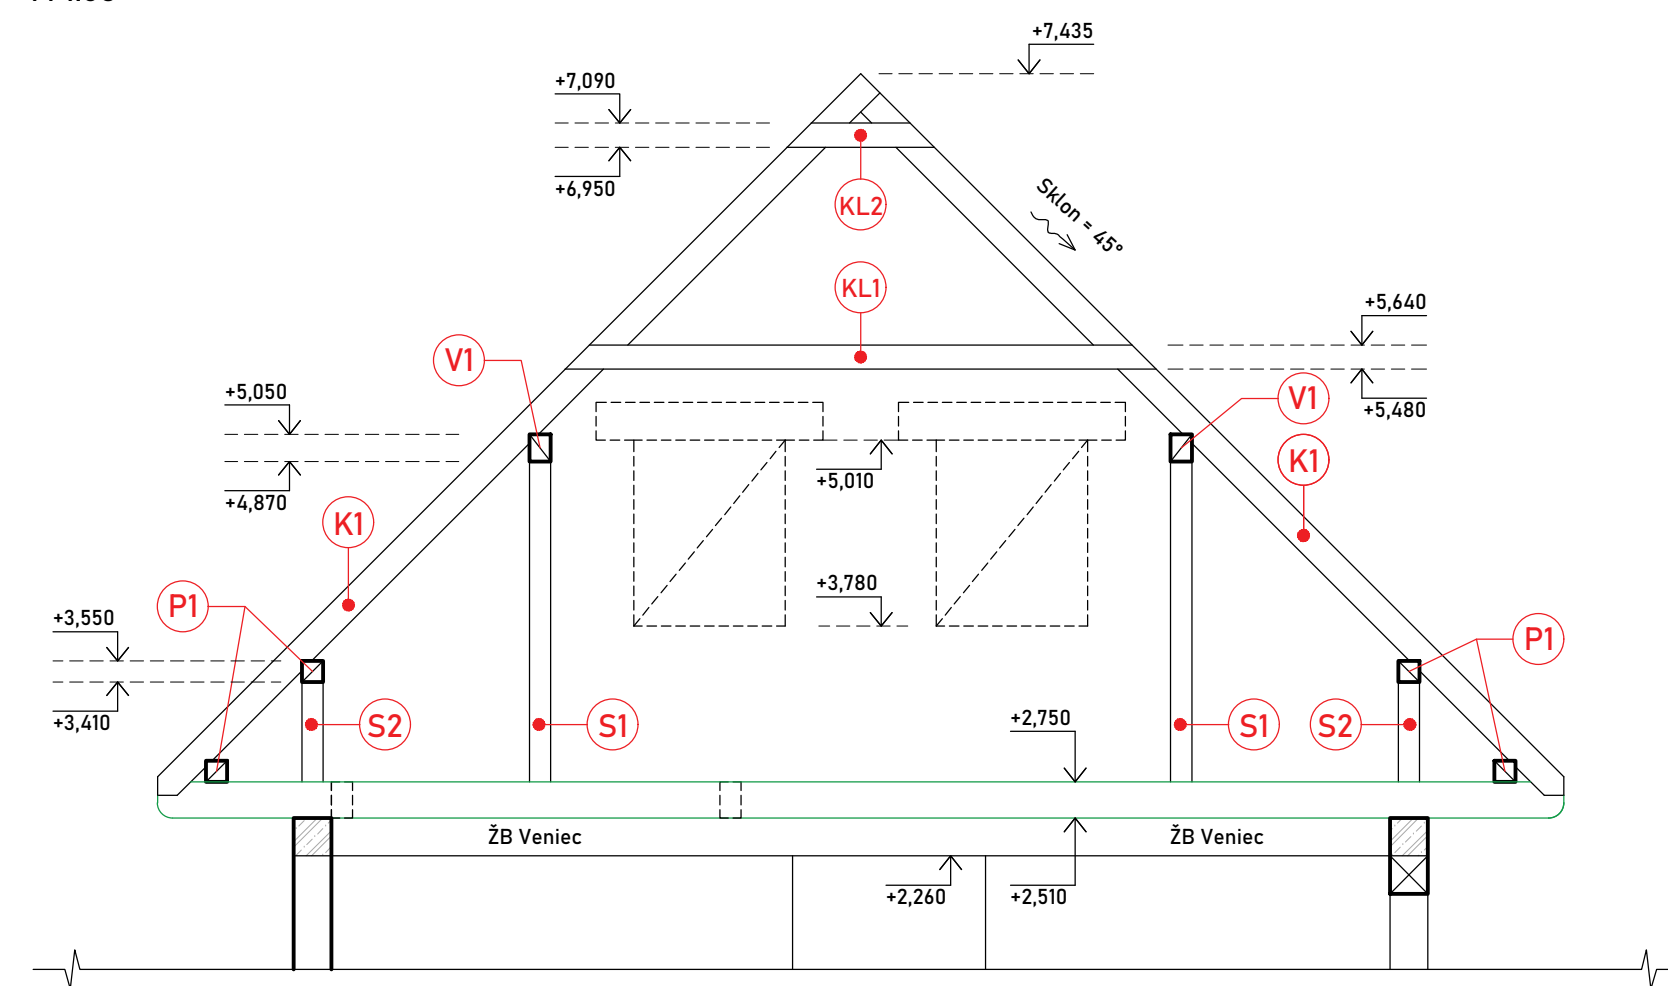 +7,435
+7,090
+6,950
KL2
Sklon = 45°
KL1
+5,640
+5,480
V1
V1
+5,050
+4,870
+5,010
K1
K1
+3,780
P1
+3,550
+3,410
P1
S2
S1
S1
S2
+2,750
ŽB Veniec
ŽB Veniec
+2,260
+2,510